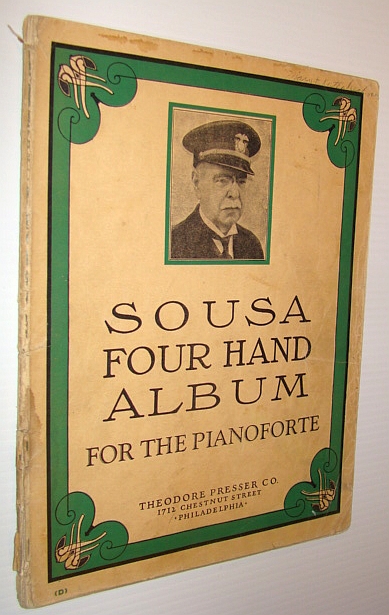 SOUSA
FOUR HAND
ALBUM
FOR THE PIANOFORTE
THEODORE PRESSER CO.
1712 CHESTNUT STREET
·PHILADELPHIA·
(D)